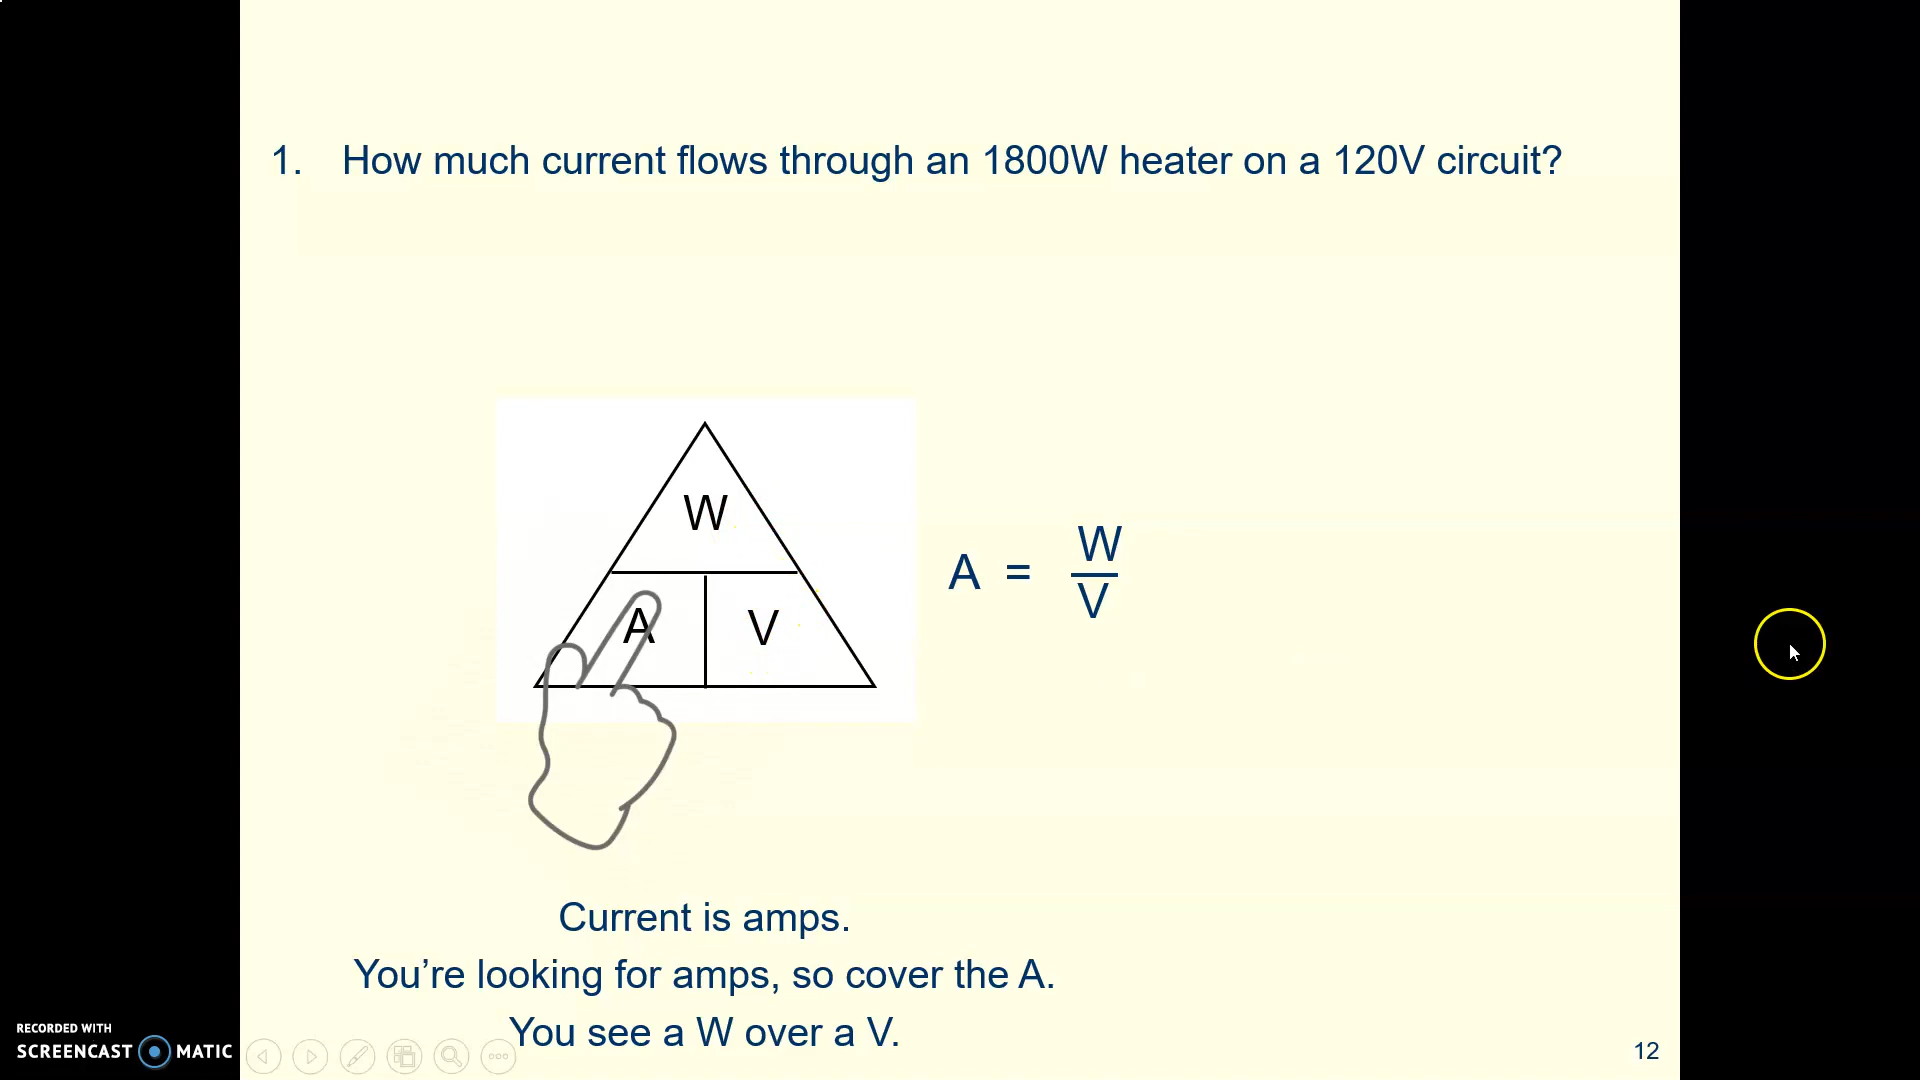 1. How much current flows through an 1800W heater on a 120V circuit?
W
A V
A = W
V
Current is amps.
You’re looking for amps, so cover the A.
You see a W over a V.
RECORDED WITH
SCREENCAST MATIC
12